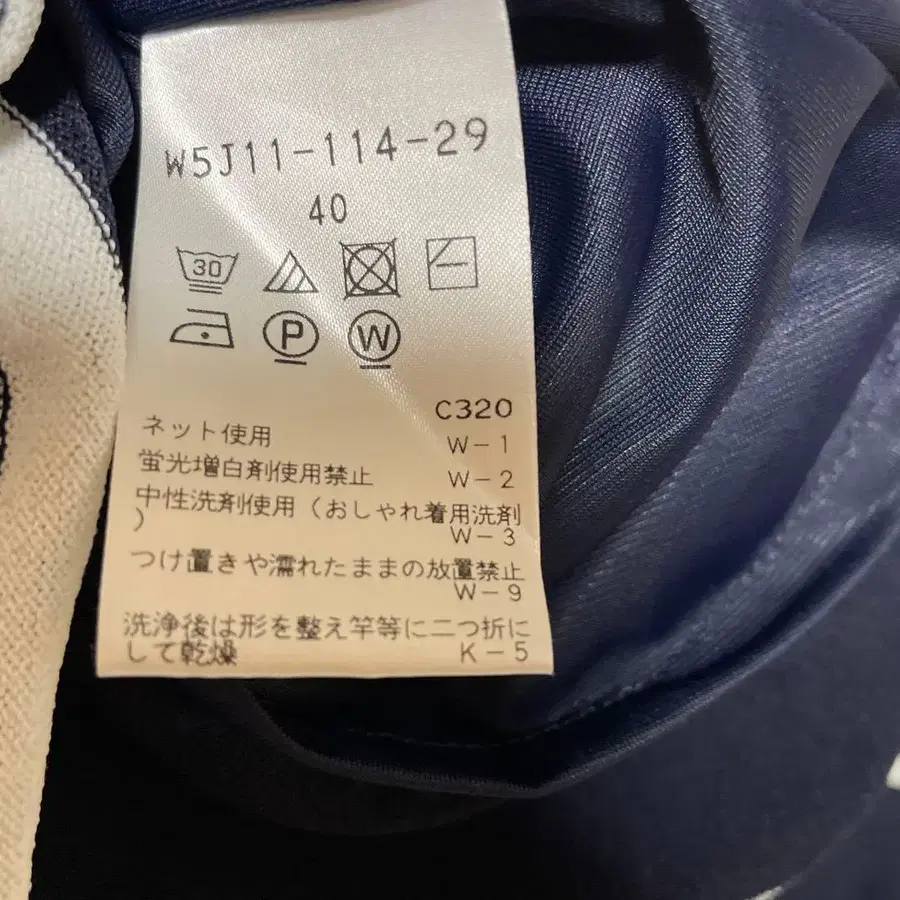 W5J11-114-29
40
30
P W
C320
ネット使用 W-1
蛍光増白剤使用禁止 W-2
中性洗剤使用(おしゃれ着用洗剤
) W-3
つけ置きや濡れたままの放置禁止
W-9
洗浄後は形を整え竿等に二つ折に
して乾燥 K-5